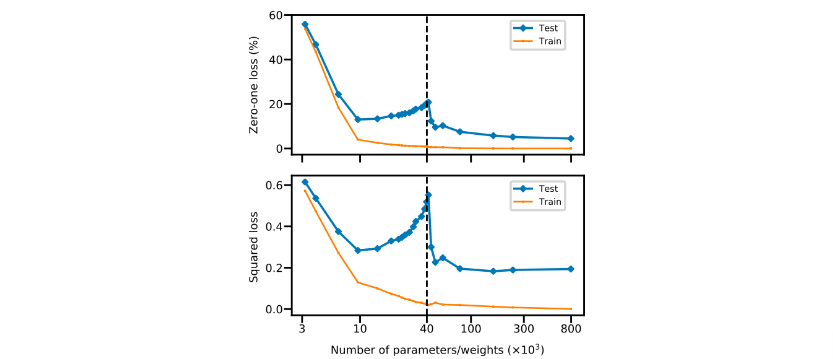 60
40
20
0
Zero-one loss (%)
Test
Train
0.6
0.4
0.2
0.0
Squared loss
Test
Train
3 10 40 100 300 800
Number of parameters/weights (×10³)